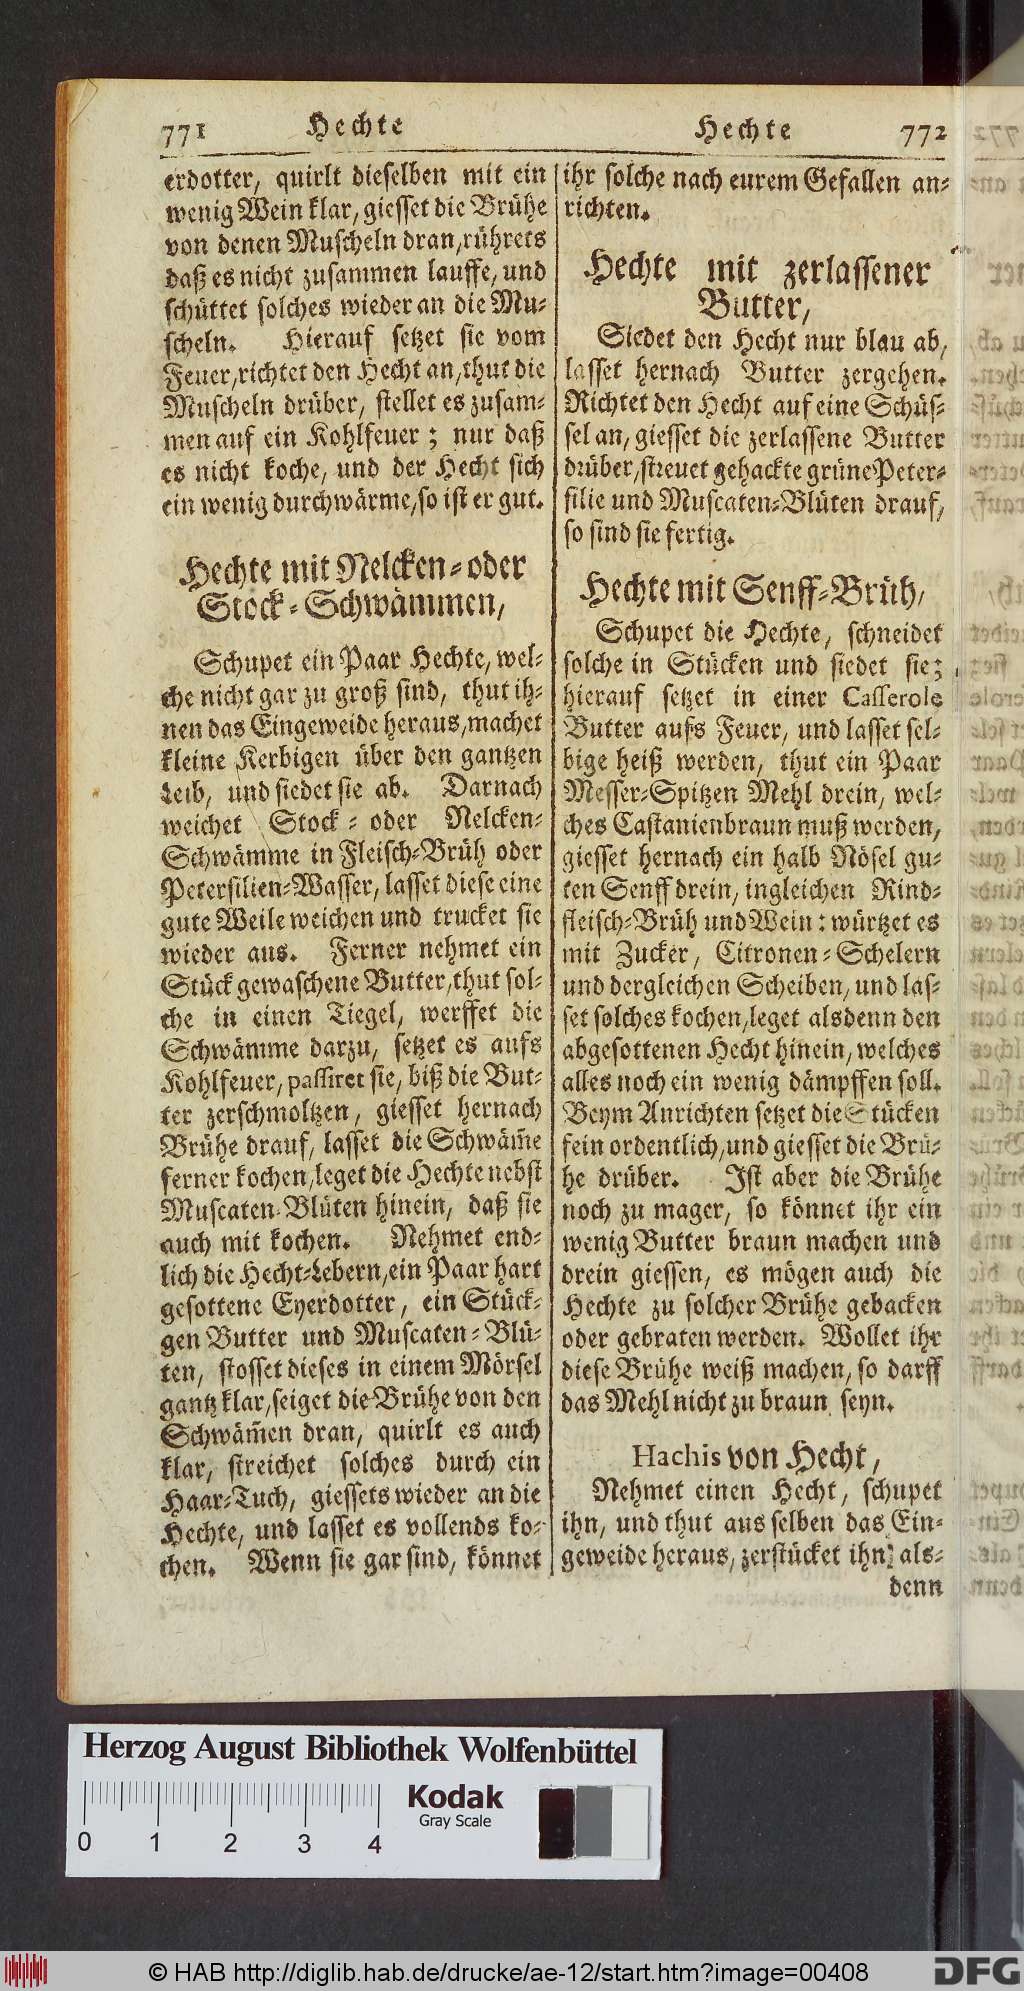 771 Hechte
erdotter, quirlt dieselben mit ein
wenig Wein klar, giesset die Brühe
von denen Muscheln dran, rührets
daß es nicht zusammen lauffe, und
schüttet solches wieder an die Mu-
scheln. Hierauf setzet sie vom
Feuer, richtet den Hecht an, thut die
Muscheln drüber, stellet es zusam-
men auf ein Kohlfeuer; nur daß
es nicht koche, und der Hecht sich
ein wenig durchwärme, so ist er gut.
Hechte mit Nelcken- oder
Stock-Schwämmen,
Schupet ein Paar Hechte, wel-
che nicht gar zu groß sind, thut ih-
nen das Eingeweide heraus, machet
kleine Kerbigen über den gantzen
Leib, und siedet sie ab. Darnach
weichet Stock- oder Nelcken-
Schwämme in Fleisch-Brüh oder
Petersilien-Wasser, lasset diese eine
gute Weile weichen und trucket sie
wieder aus. Ferner nehmet ein
Stück gewaschene Butter, thut sol-
che in einen Tiegel, werffet die
Schwämme darzu, setzet es aufs
Kohlfeuer, passiret sie, biß die But-
ter zerschmoltzen, giesset hernach
Brühe drauf, lasset die Schwäm̃e
ferner kochen, leget die Hechte nebst
Muscaten-Blüten hinein, daß sie
auch mit kochen. Nehmet end-
lich die Hecht-Lebern, ein Paar hart
gesottene Eyerdotter, ein Stück-
gen Butter und Muscaten-Blü-
ten, stosset dieses in einem Mörsel
gantz klar, seiget die Brühe von den
Schwäm̃en dran, quirlt es auch
klar, streichet solches durch ein
Haar-Tuch, giessets wieder an die
Hechte, und lasset es vollends ko-
chen. Wenn sie gar sind, könnet
Hechte 772
ihr solche nach eurem Gefallen an-
richten.
Hechte mit zerlassener
Butter,
Siedet den Hecht nur blau ab,
lasset hernach Butter zergehen.
Richtet den Hecht auf eine Schüs-
sel an, giesset die zerlassene Butter
drüber, streuet gehackte grüne Peter-
silie und Muscaten-Blüten drauf,
so sind sie fertig.
Hechte mit Senff-Brüh,
Schupet die Hechte, schneidet
solche in Stücken und siedet sie;
hierauf setzet in einer Casserole
Butter aufs Feuer, und lasset sel-
bige heiß werden, thut ein Paar
Messer-Spitzen Mehl drein, wel-
ches Castanienbraun muß werden,
giesset hernach ein halb Nösel gu-
ten Senff drein, ingleichen Rind-
fleisch-Brüh und Wein: würtzet es
mit Zucker, Citronen-Schelern
und dergleichen Scheiben, und las-
set solches kochen, leget alsdenn den
abgesottenen Hecht hinein, welches
alles noch ein wenig dämpffen soll.
Beym Anrichten setzet die Stücken
fein ordentlich, und giesset die Brü-
he drüber. Ist aber die Brühe
noch zu mager, so könnet ihr ein
wenig Butter braun machen und
drein giessen, es mögen auch die
Hechte zu solcher Brühe gebacken
oder gebraten werden. Wollet ihr
diese Brühe weiß machen, so darff
das Mehl nicht zu braun seyn.
Hachis von Hecht,
Nehmet einen Hecht, schupet
ihn, und thut aus selben das Ein-
geweide heraus, zerstücket ihn, als-
denn
Herzog August Bibliothek Wolfenbüttel
Kodak
Gray Scale
0 1 2 3 4
© HAB http://diglib.hab.de/drucke/ae-12/start.htm?image=00408
DFG